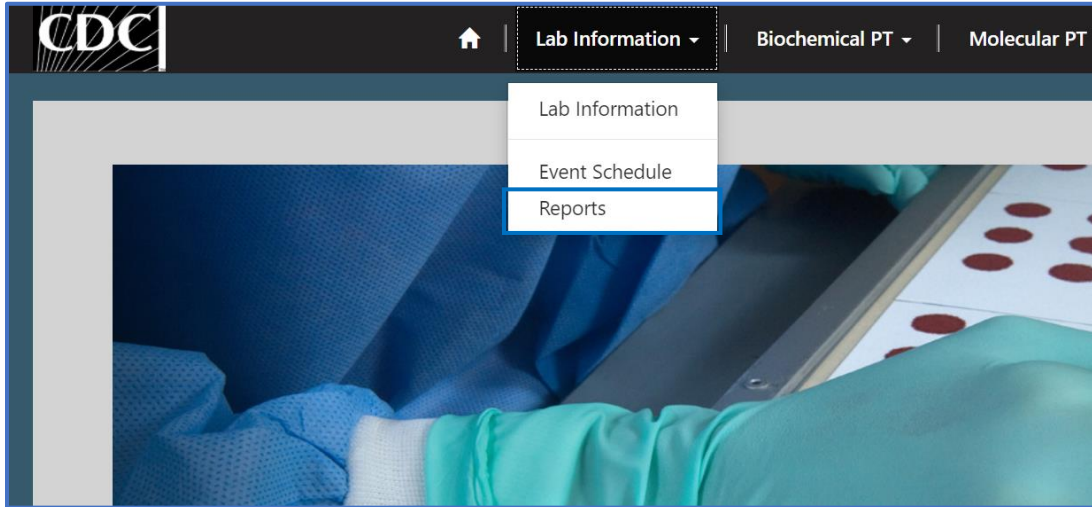 CDC
Lab Information
Biochemical PT
Molecular PT
Lab Information
Event Schedule
Reports